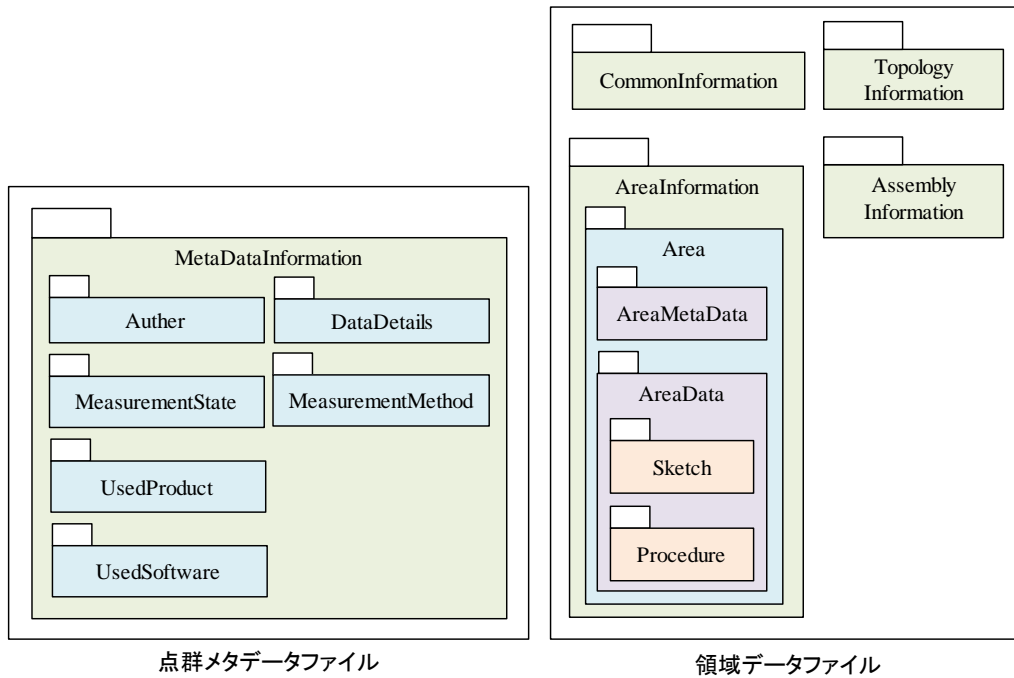 MetaDataInformation
Auther
DataDetails
MeasurementState
MeasurementMethod
UsedProduct
UsedSoftware
点群メタデータファイル
CommonInformation
Topology
Information
AreaInformation
Area
AreaMetaData
AreaData
Sketch
Procedure
Assembly
Information
領域データファイル